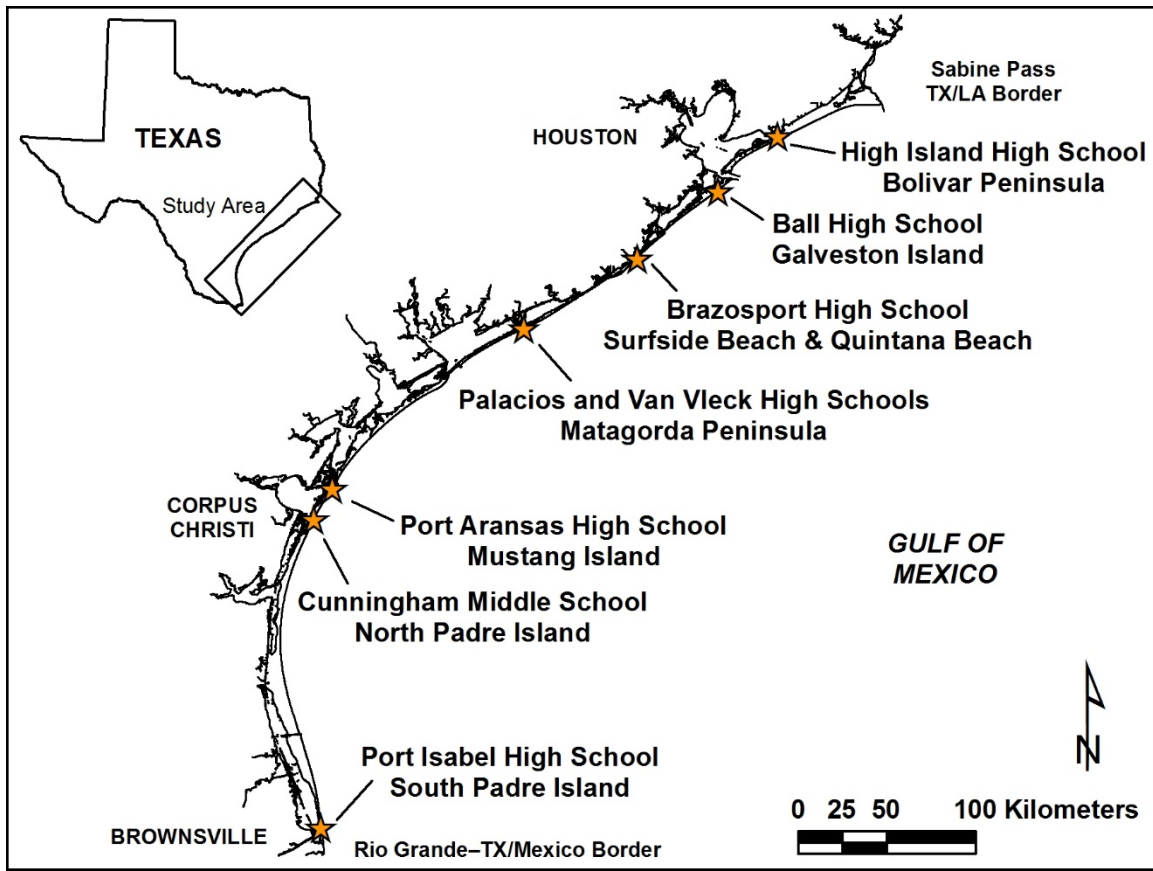 TEXAS
Study Area
Sabine Pass
TX/LA Border
HOUSTON
High Island High School
Bolivar Peninsula
Ball High School
Galveston Island
Brazosport High School
Surfside Beach & Quintana Beach
Palacios and Van Vleck High Schools
Matagorda Peninsula
CORPUS
CHRISTI
Port Aransas High School
Mustang Island
GULF OF
MEXICO
Cunningham Middle School
North Padre Island
Port Isabel High School
South Padre Island
N
BROWNSVILLE
Rio Grande–TX/Mexico Border
0 25 50 100 Kilometers